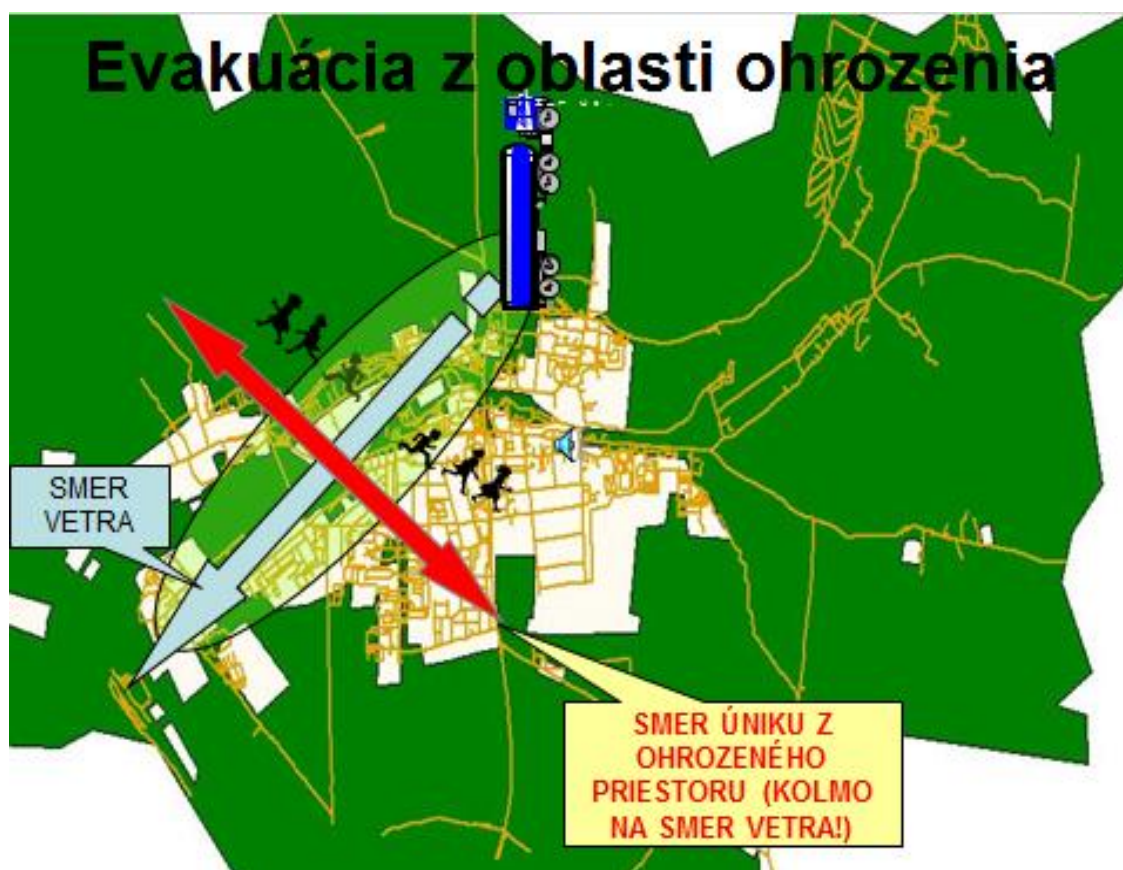 Evakuácia z oblasti ohrozenia
SMER
VETRA
SMER ÚNIKU Z
OHROZENÉHO
PRIESTORU (KOLMO
NA SMER VETRA!)